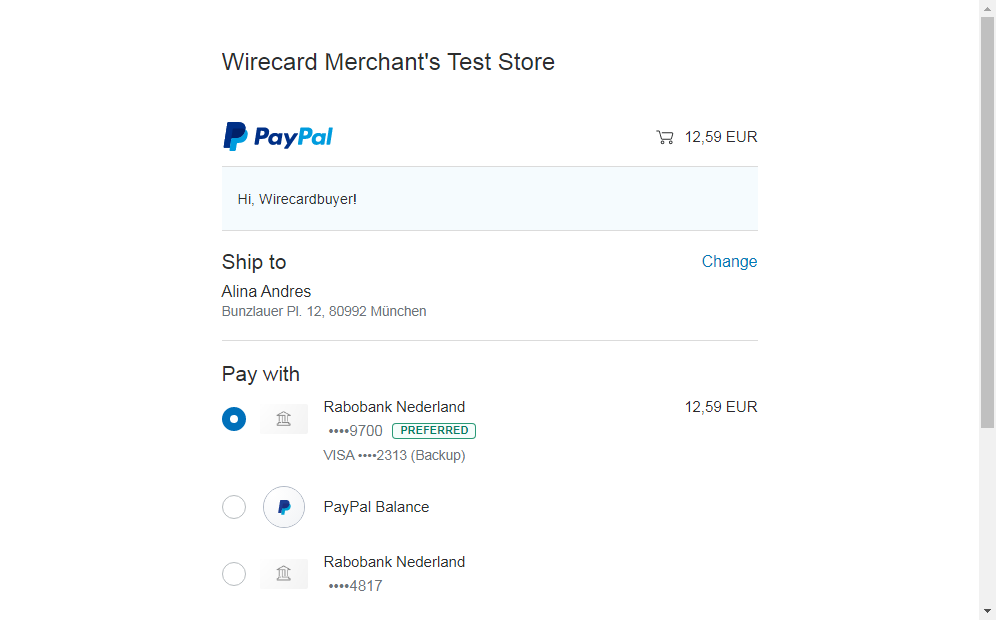 Wirecard Merchant's Test Store
PayPal 12,59 EUR
Hi, Wirecardbuyer!
Ship to Change
Alina Andres
Bunzlauer Pl. 12, 80992 München
Pay with
Rabobank Nederland 12,59 EUR
••••9700 PREFERRED
VISA ••••2313 (Backup)
PayPal Balance
Rabobank Nederland
••••4817